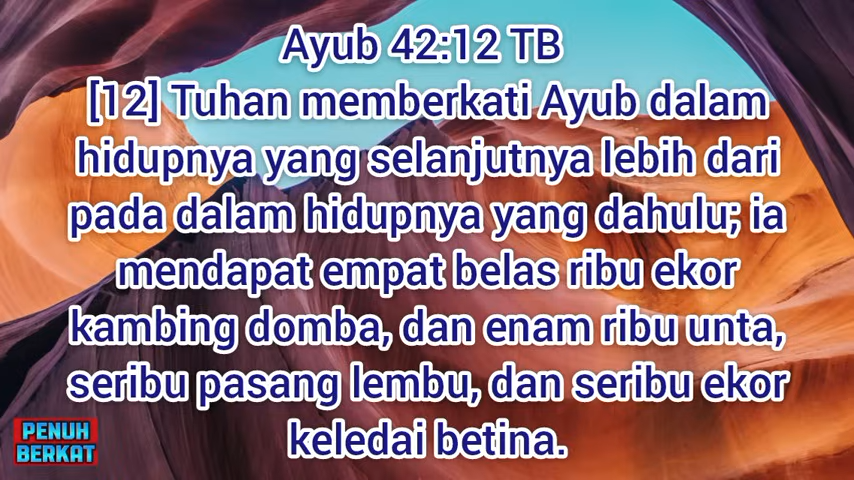 Ayub 42:12 TB
[12] Tuhan memberkati Ayub dalam
hidupnya yang selanjutnya lebih dari
pada dalam hidupnya yang dahulu; ia
mendapat empat belas ribu ekor
kambing domba, dan enam ribu unta,
seribu pasang lembu, dan seribu ekor
keledai betina.
PENUH
BERKAT